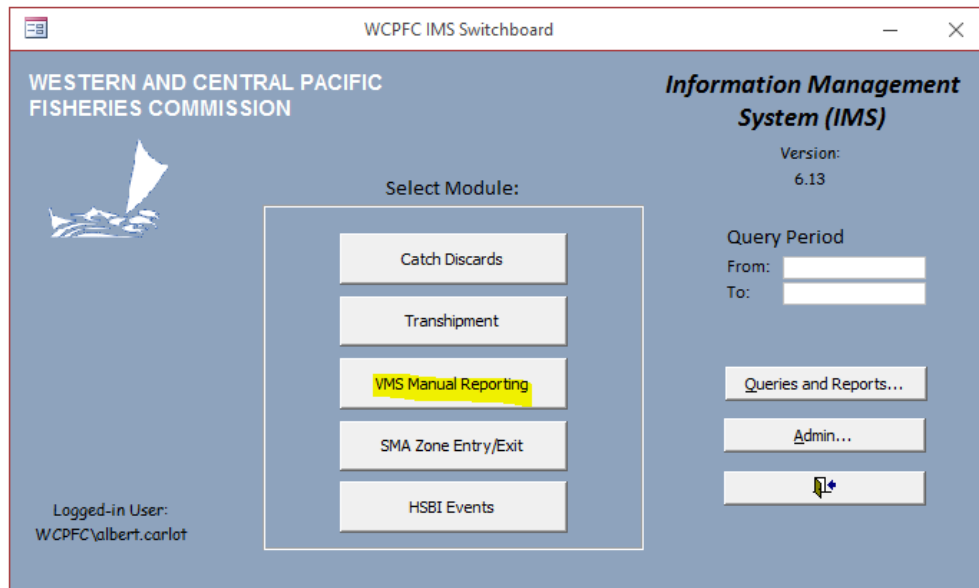 WCPFC IMS Switchboard
WESTERN AND CENTRAL PACIFIC
FISHERIES COMMISSION
Information Management
System (IMS)
Version:
6.13
Select Module:
Catch Discards
Transhipment
VMS Manual Reporting
SMA Zone Entry/Exit
HSBI Events
Query Period
From:
To:
Queries and Reports...
Admin...
Logged-in User:
WCPFC\albert.carlot